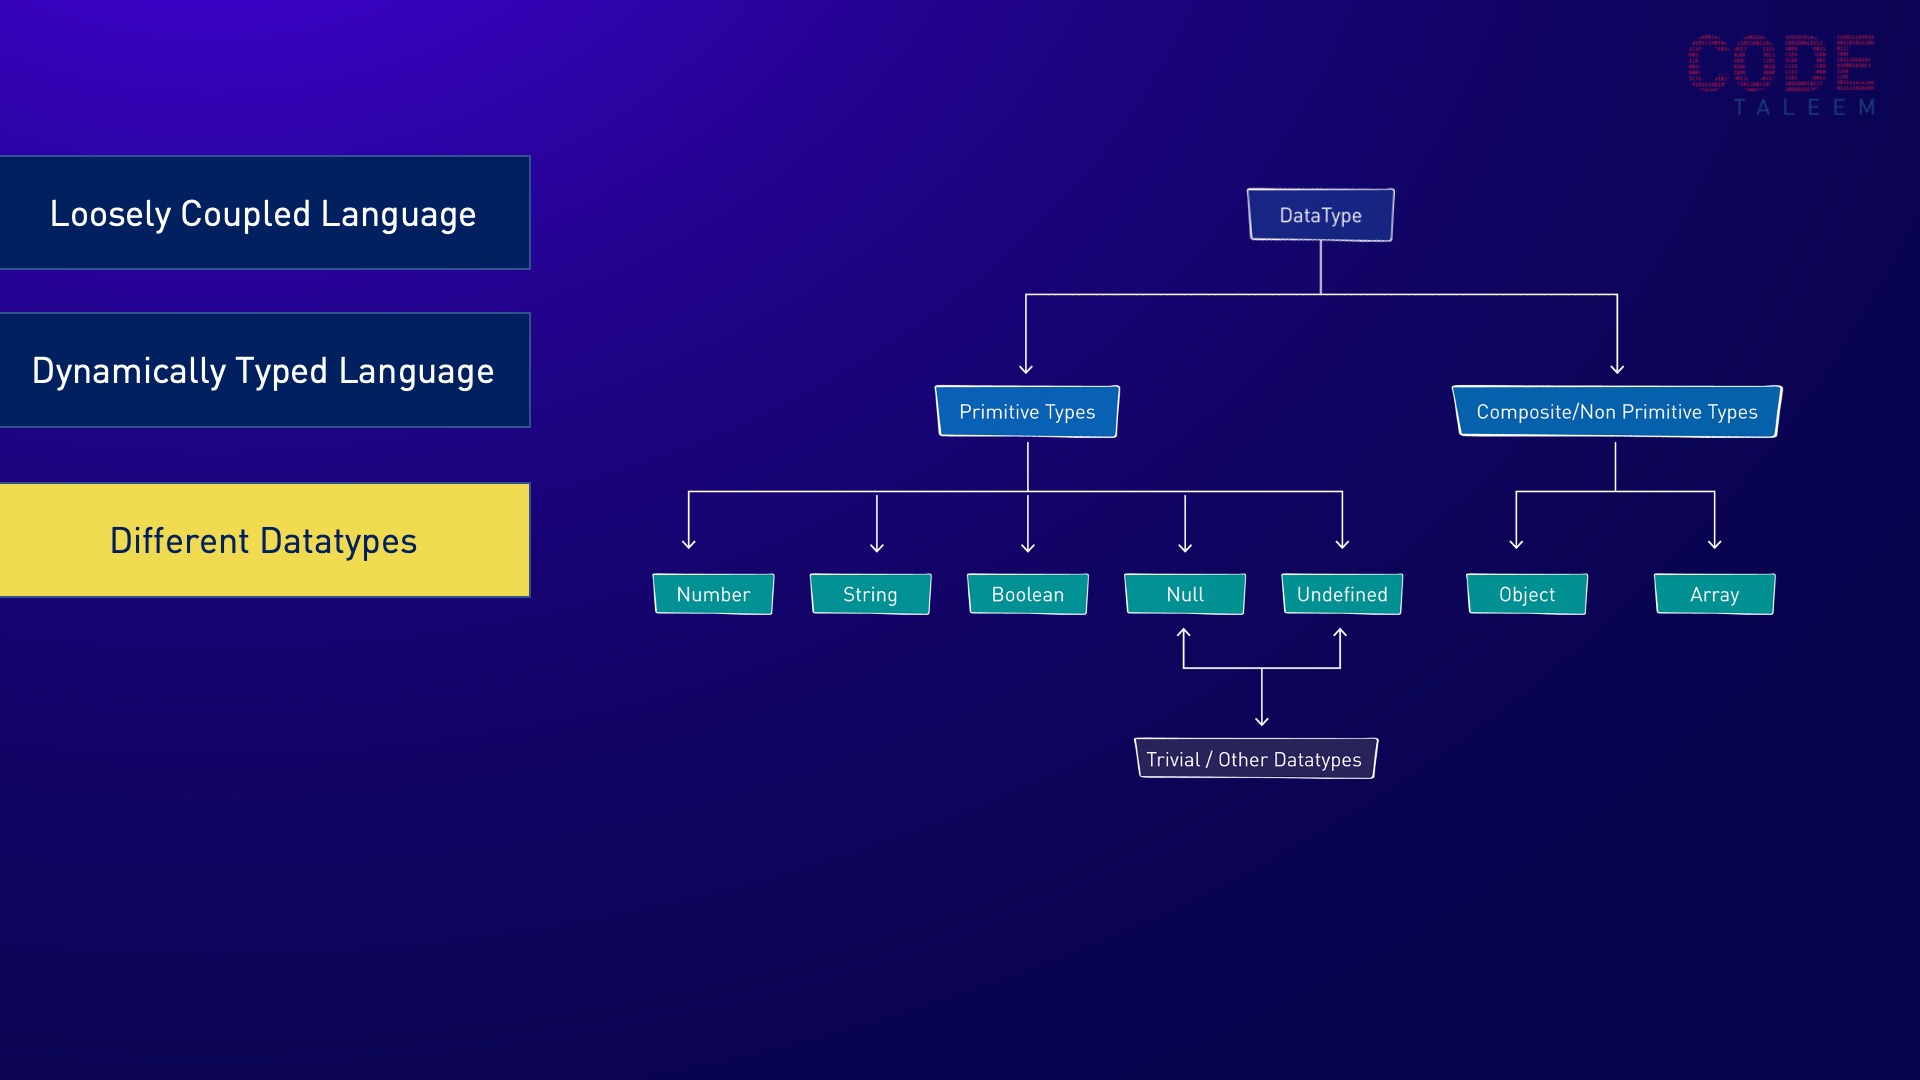 CODE
TALEEM
Loosely Coupled Language
Dynamically Typed Language
Different Datatypes
DataType
Primitive Types
Composite/Non Primitive Types
Number
String
Boolean
Null
Undefined
Object
Array
Trivial / Other Datatypes